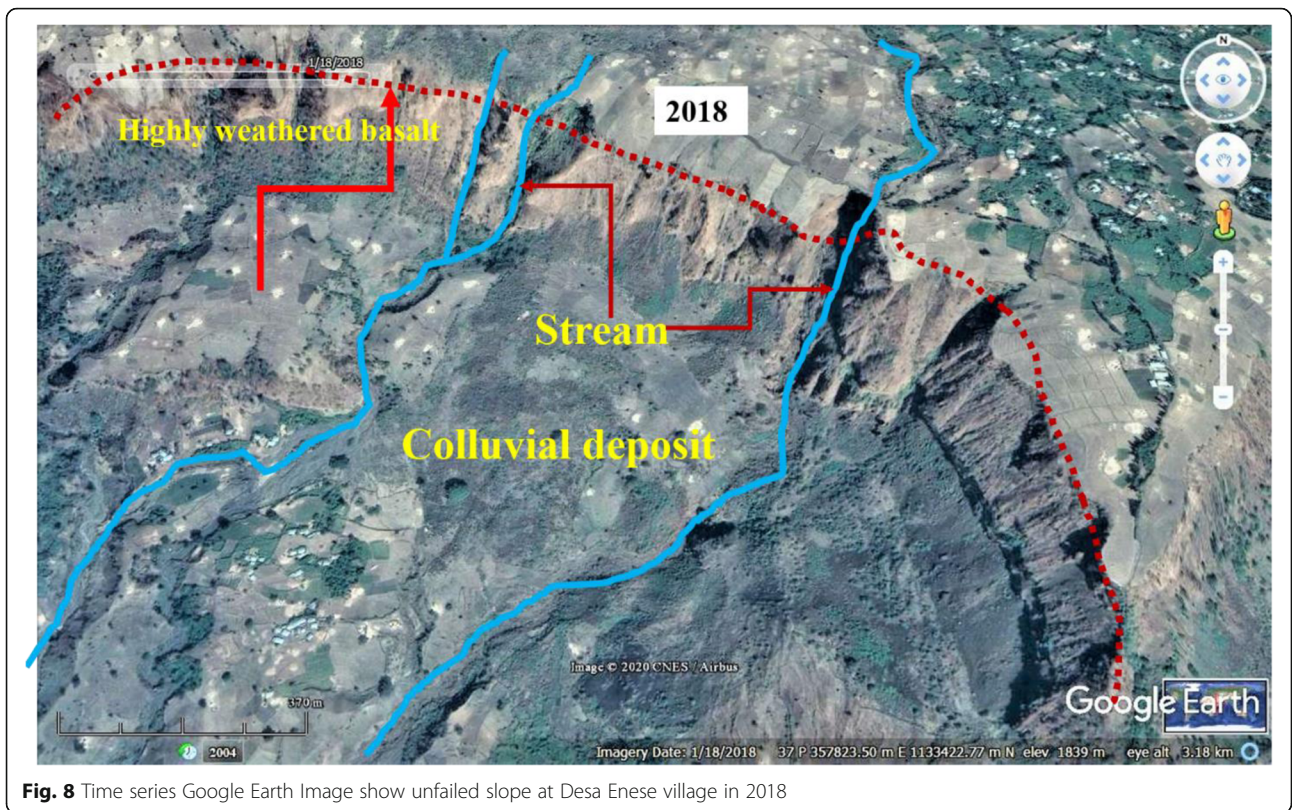 N
1/18/2018
2018
Highly weathered basalt
Stream
Colluvial deposit
Image © 2020 CNES / Airbus
370 m
Google Earth
2004
Imagery Date: 1/18/2018 37 P 357823.50 m E 1133422.77 m N elev 1839 m eye alt 3.18 km
Fig. 8 Time series Google Earth Image show unfailed slope at Desa Enese village in 2018